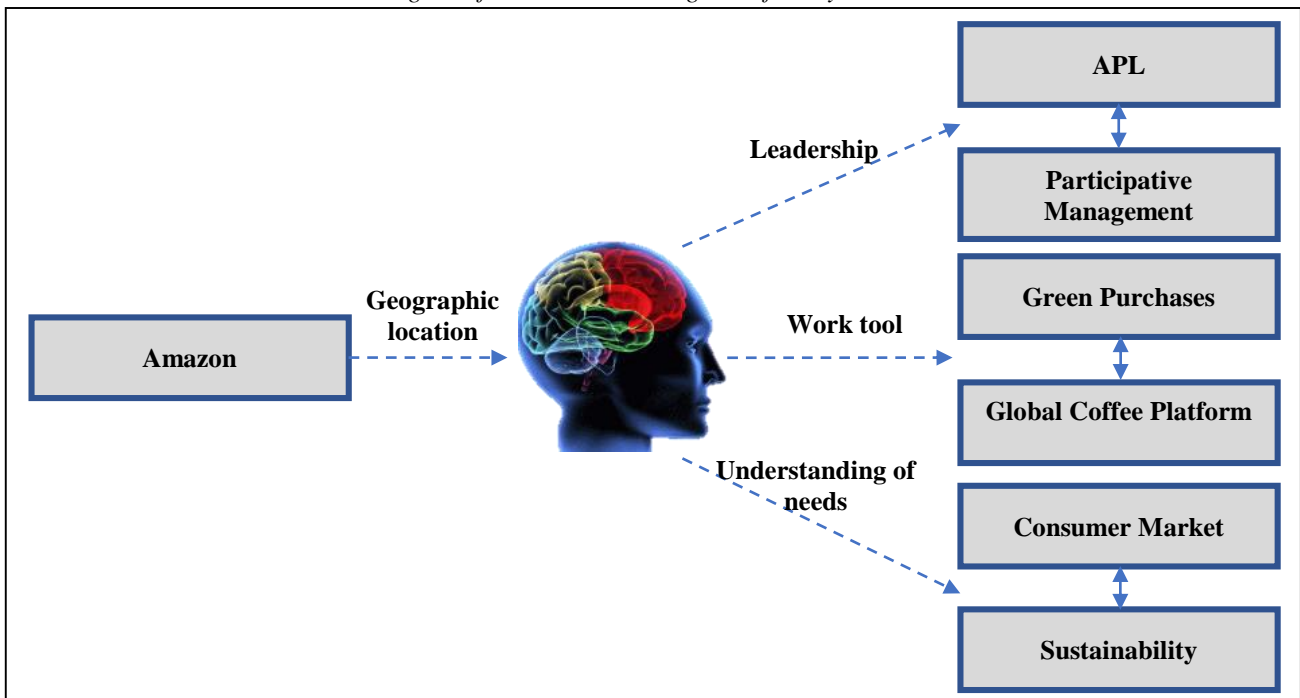 APL
Leadership
Participative
Management
Geographic
location
Amazon
Work tool
Green Purchases
Global Coffee Platform
Understanding of
needs
Consumer Market
Sustainability